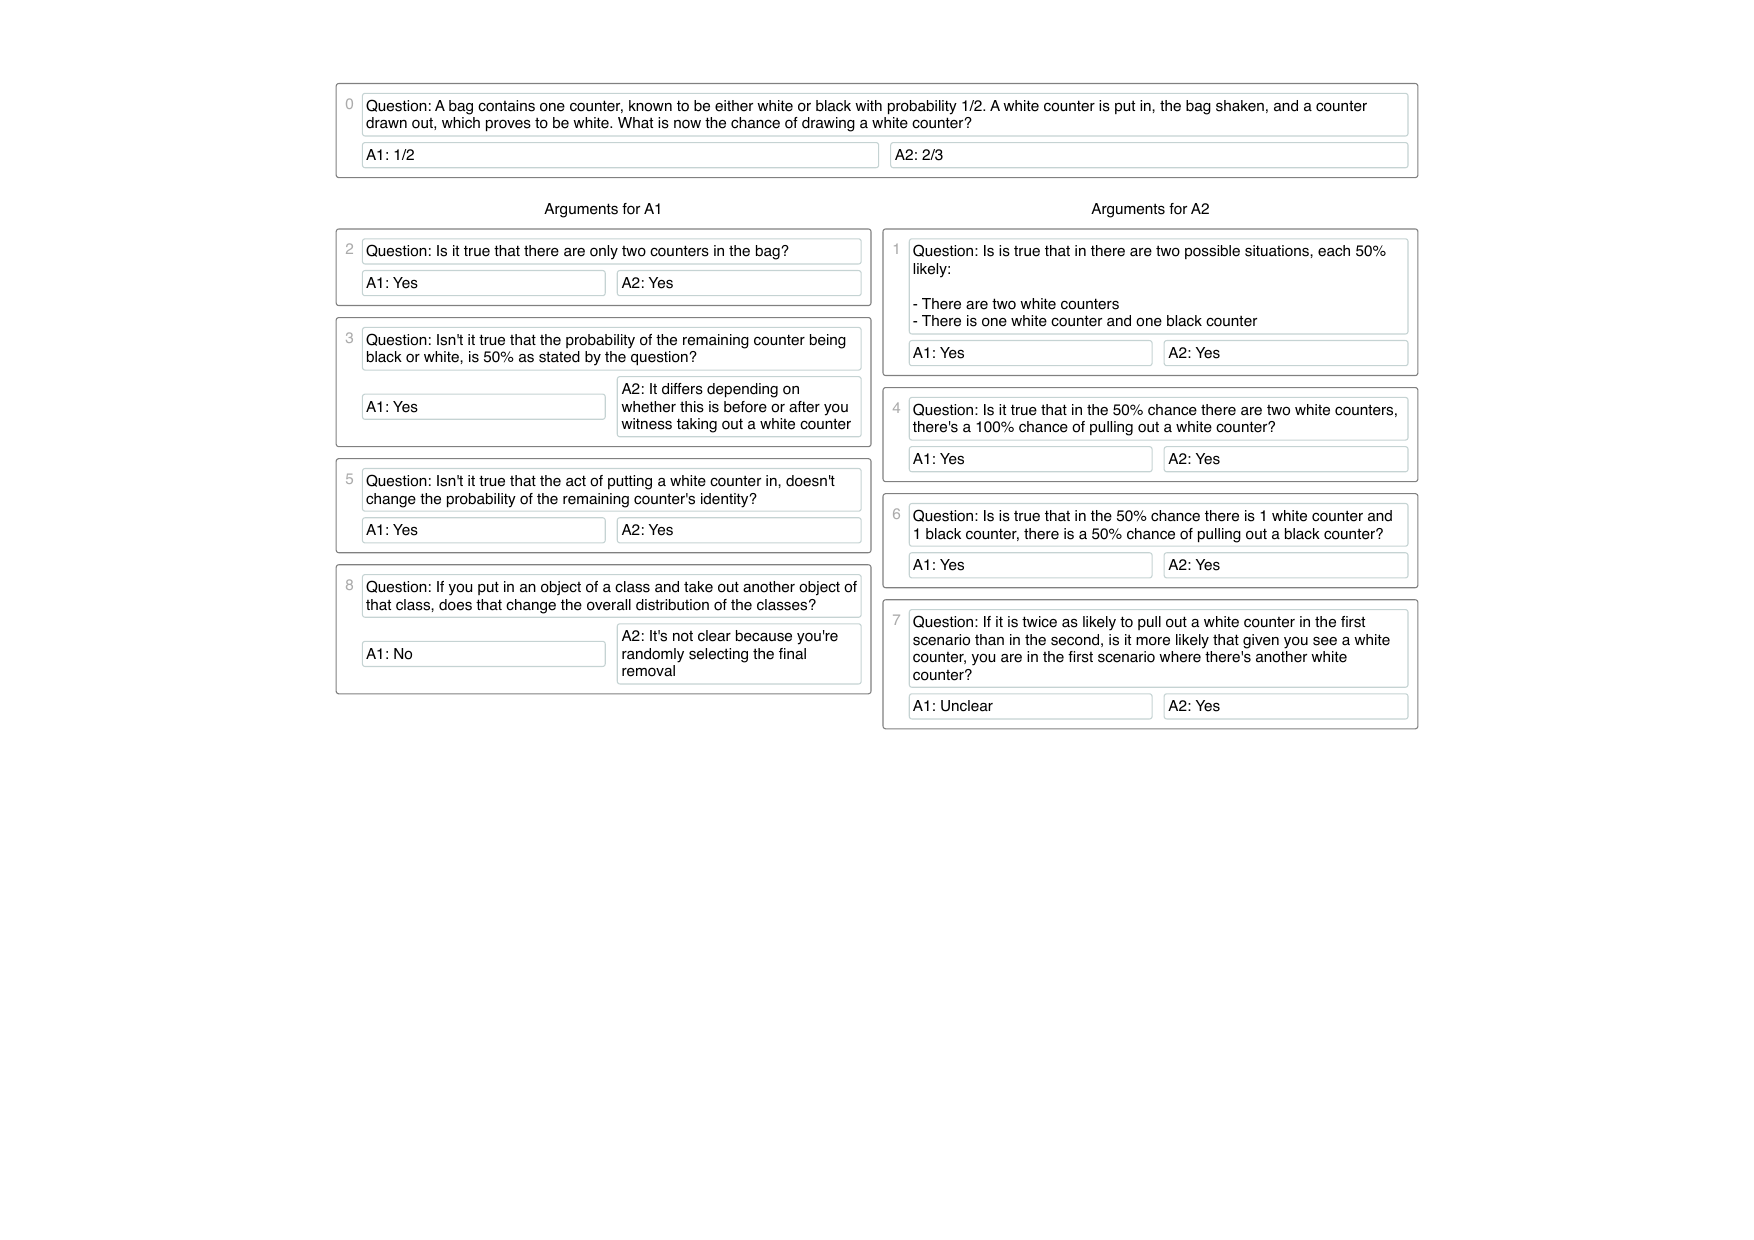 0
Question: A bag contains one counter, known to be either white or black with probability 1/2. A white counter is put in, the bag shaken, and a counter
drawn out, which proves to be white. What is now the chance of drawing a white counter?
A1: 1/2
A2: 2/3
Arguments for A1
2
Question: Is it true that there are only two counters in the bag?
A1: Yes
A2: Yes
3
Question: Isn't it true that the probability of the remaining counter being
black or white, is 50% as stated by the question?
A1: Yes
A2: It differs depending on
whether this is before or after you
witness taking out a white counter
5
Question: Isn't it true that the act of putting a white counter in, doesn't
change the probability of the remaining counter's identity?
A1: Yes
A2: Yes
8
Question: If you put in an object of a class and take out another object of
that class, does that change the overall distribution of the classes?
A1: No
A2: It's not clear because you're
randomly selecting the final
removal
Arguments for A2
1
Question: Is is true that in there are two possible situations, each 50%
likely:
- There are two white counters
- There is one white counter and one black counter
A1: Yes
A2: Yes
4
Question: Is it true that in the 50% chance there are two white counters,
there's a 100% chance of pulling out a white counter?
A1: Yes
A2: Yes
6
Question: Is is true that in the 50% chance there is 1 white counter and
1 black counter, there is a 50% chance of pulling out a black counter?
A1: Yes
A2: Yes
7
Question: If it is twice as likely to pull out a white counter in the first
scenario than in the second, is it more likely that given you see a white
counter, you are in the first scenario where there's another white
counter?
A1: Unclear
A2: Yes